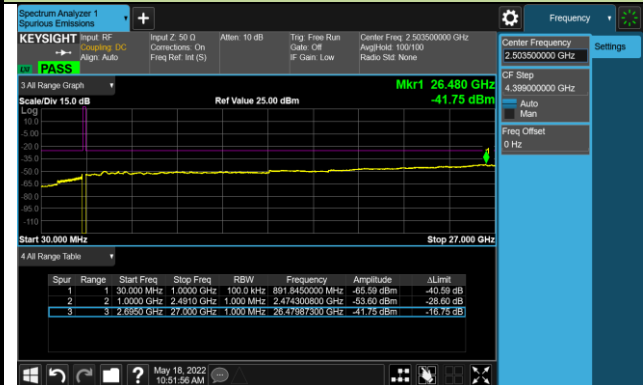 Spectrum Analyzer 1
Spurious Emissions
Frequency
KEYSIGHT Input: RF Input Z: 50 Ω Atten: 10 dB Trig: Free Run Center Freq: 2.503500000 GHz
Coupling: DC Corrections: On Gate: Off Avg|Hold: 100/100
Align: Auto Freq Ref: Int (S) IF Gain: Low Radio Std: None
PASS
Center Frequency
2.503500000 GHz
Settings
CF Step
4.399000000 GHz
Auto
Man
Freq Offset
0 Hz
3 All Range Graph
Mkr1 26.480 GHz
Scale/Div 15.0 dB Ref Value 25.00 dBm -41.75 dBm
Log
10.0
-5.00
-20.0
-35.0
-50.0
-65.0
-80.0
-95.0
-110
Start 30.000 MHz Stop 27.000 GHz
4 All Range Table
Spur Range Start Freq Stop Freq RBW Frequency Amplitude ΔLimit
1 1 30.000 MHz 1.0000 GHz 100.0 kHz 891.8450000 MHz -65.59 dBm -40.59 dB
2 2 1.0000 GHz 2.4910 GHz 1.000 MHz 2.474300800 GHz -53.60 dBm -28.60 dB
3 3 2.6950 GHz 27.000 GHz 1.000 MHz 26.47987300 GHz -41.75 dBm -16.75 dB
May 18, 2022
10:51:56 AM